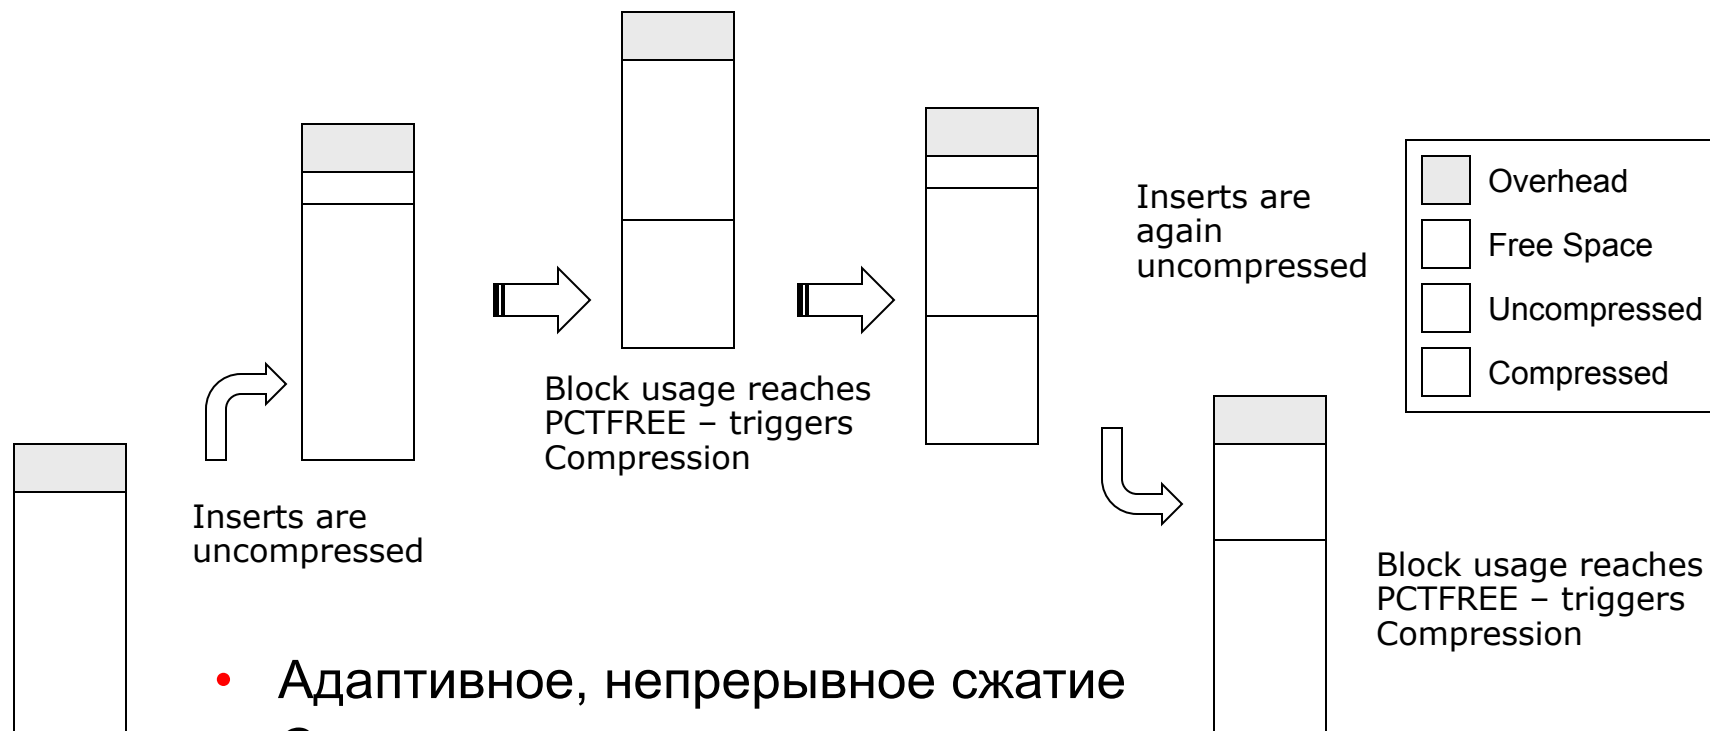 Inserts are
again
uncompressed
Overhead
Free Space
Uncompressed
Compressed
Block usage reaches
PCTFREE – triggers
Compression
Inserts are
uncompressed
Block usage reaches
PCTFREE – triggers
Compression
• Адаптивное, непрерывное сжатие